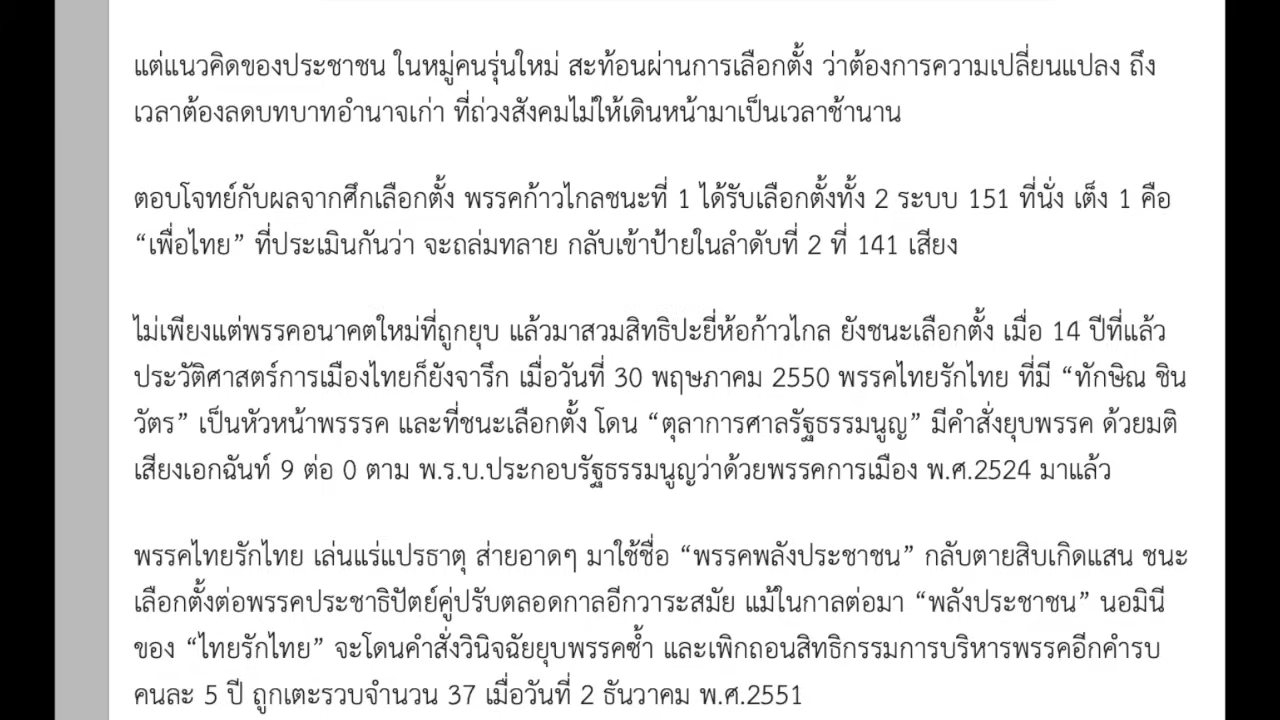 แต่แนวคิดของประชาชน ในหมู่คนรุ่นใหม่ สะท้อนผ่านการเลือกตั้ง ว่าต้องการความเปลี่ยนแปลง ถึง
เวลาต้องลดบทบาทอำนาจเก่า ที่ถ่วงสังคมไม่ให้เดินหน้ามาเป็นเวลาช้านาน
ตอบโจทย์กับผลจากศึกเลือกตั้ง พรรคก้าวไกลชนะที่ 1 ได้รับเลือกตั้งทั้ง 2 ระบบ 151 ที่นั่ง เต็ง 1 คือ
“เพื่อไทย” ที่ประเมินกันว่า จะถล่มทลาย กลับเข้าป้ายในลำดับที่ 2 ที่ 141 เสียง
ไม่เพียงแต่พรรคอนาคตใหม่ที่ถูกยุบ แล้วมาสวมสิทธิปะยี่ห้อก้าวไกล ยังชนะเลือกตั้ง เมื่อ 14 ปีที่แล้ว
ประวัติศาสตร์การเมืองไทยก็ยังจารึก เมื่อวันที่ 30 พฤษภาคม 2550 พรรคไทยรักไทย ที่มี “ทักษิณ ชิน
วัตร” เป็นหัวหน้าพรรรค และที่ชนะเลือกตั้ง โดน “ตุลาการศาลรัฐธรรมนูญ” มีคำสั่งยุบพรรค ด้วยมติ
เสียงเอกฉันท์ 9 ต่อ 0 ตาม พ.ร.บ.ประกอบรัฐธรรมนูญว่าด้วยพรรคการเมือง พ.ศ.2524 มาแล้ว
พรรคไทยรักไทย เล่นแร่แปรธาตุ ส่ายอาดๆ มาใช้ชื่อ “พรรคพลังประชาชน” กลับตายสิบเกิดแสน ชนะ
เลือกตั้งต่อพรรคประชาธิปัตย์คู่ปรับตลอดกาลอีกวาระสมัย แม้ในกาลต่อมา “พลังประชาชน” นอมินี
ของ “ไทยรักไทย” จะโดนคำสั่งวินิจฉัยยุบพรรคซ้ำ และเพิกถอนสิทธิกรรมการบริหารพรรคอีกคำรบ
คนละ 5 ปี ถูกเตะรวบจำนวน 37 เมื่อวันที่ 2 ธันวาคม พ.ศ.2551